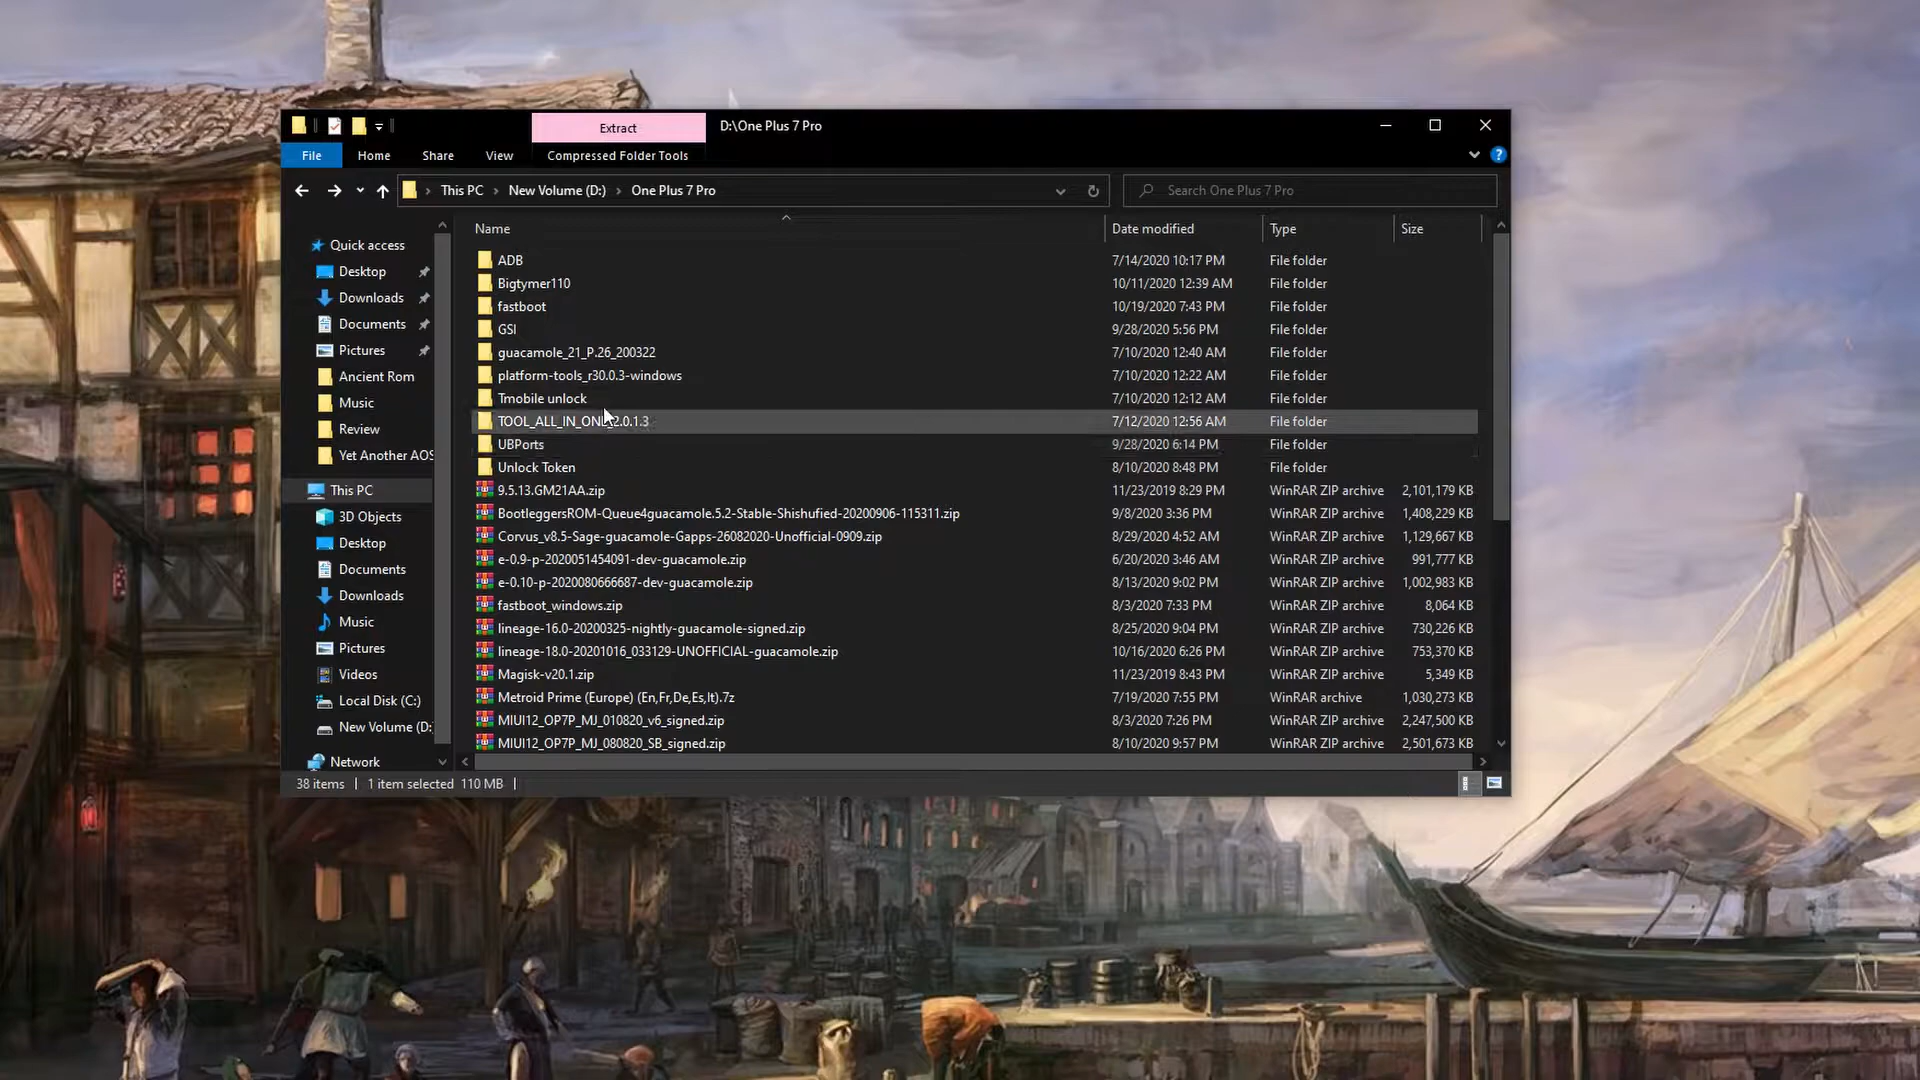 Extract D:\One Plus 7 Pro
File Home Share View Compressed Folder Tools
This PC New Volume (D:) One Plus 7 Pro Search One Plus 7 Pro
Name Date modified Type Size
Quick access
Desktop
Downloads
Documents
Pictures
Ancient Rom
Music
Review
Yet Another AOS
This PC
3D Objects
Desktop
Documents
Downloads
Music
Pictures
Videos
Local Disk (C:)
New Volume (D:
Network
ADB 7/14/2020 10:17 PM File folder
Bigtymer110 10/11/2020 12:39 AM File folder
fastboot 10/19/2020 7:43 PM File folder
GSI 9/28/2020 5:56 PM File folder
guacamole_21_P.26_200322 7/10/2020 12:40 AM File folder
platform-tools_r30.0.3-windows 7/10/2020 12:22 AM File folder
Tmobile unlock 7/10/2020 12:12 AM File folder
TOOL_ALL_IN_ONE_2.0.1.3 7/12/2020 12:56 AM File folder
UBPorts 9/28/2020 6:14 PM File folder
Unlock Token 8/10/2020 8:48 PM File folder
9.5.13.GM21AA.zip 11/23/2019 8:29 PM WinRAR ZIP archive 2,101,179 KB
BootleggersROM-Queue4guacamole.5.2-Stable-Shishufied-20200906-115311.zip 9/8/2020 3:36 PM WinRAR ZIP archive 1,408,229 KB
Corvus_v8.5-Sage-guacamole-Gapps-26082020-Unofficial-0909.zip 8/29/2020 4:52 AM WinRAR ZIP archive 1,129,667 KB
e-0.9-p-2020051454091-dev-guacamole.zip 6/20/2020 3:46 AM WinRAR ZIP archive 991,777 KB
e-0.10-p-2020080666687-dev-guacamole.zip 8/13/2020 9:02 PM WinRAR ZIP archive 1,002,983 KB
fastboot_windows.zip 8/3/2020 7:33 PM WinRAR ZIP archive 8,064 KB
lineage-16.0-20200325-nightly-guacamole-signed.zip 8/25/2020 9:04 PM WinRAR ZIP archive 730,226 KB
lineage-18.0-20201016_033129-UNOFFICIAL-guacamole.zip 10/16/2020 6:26 PM WinRAR ZIP archive 753,370 KB
Magisk-v20.1.zip 11/23/2019 8:43 PM WinRAR ZIP archive 5,349 KB
Metroid Prime (Europe) (En,Fr,De,Es,It).7z 7/19/2020 7:55 PM WinRAR archive 1,030,273 KB
MIUI12_OP7P_MJ_010820_v6_signed.zip 8/3/2020 7:26 PM WinRAR ZIP archive 2,247,500 KB
MIUI12_OP7P_MJ_080820_SB_signed.zip 8/10/2020 9:57 PM WinRAR ZIP archive 2,501,673 KB
38 items 1 item selected 110 MB